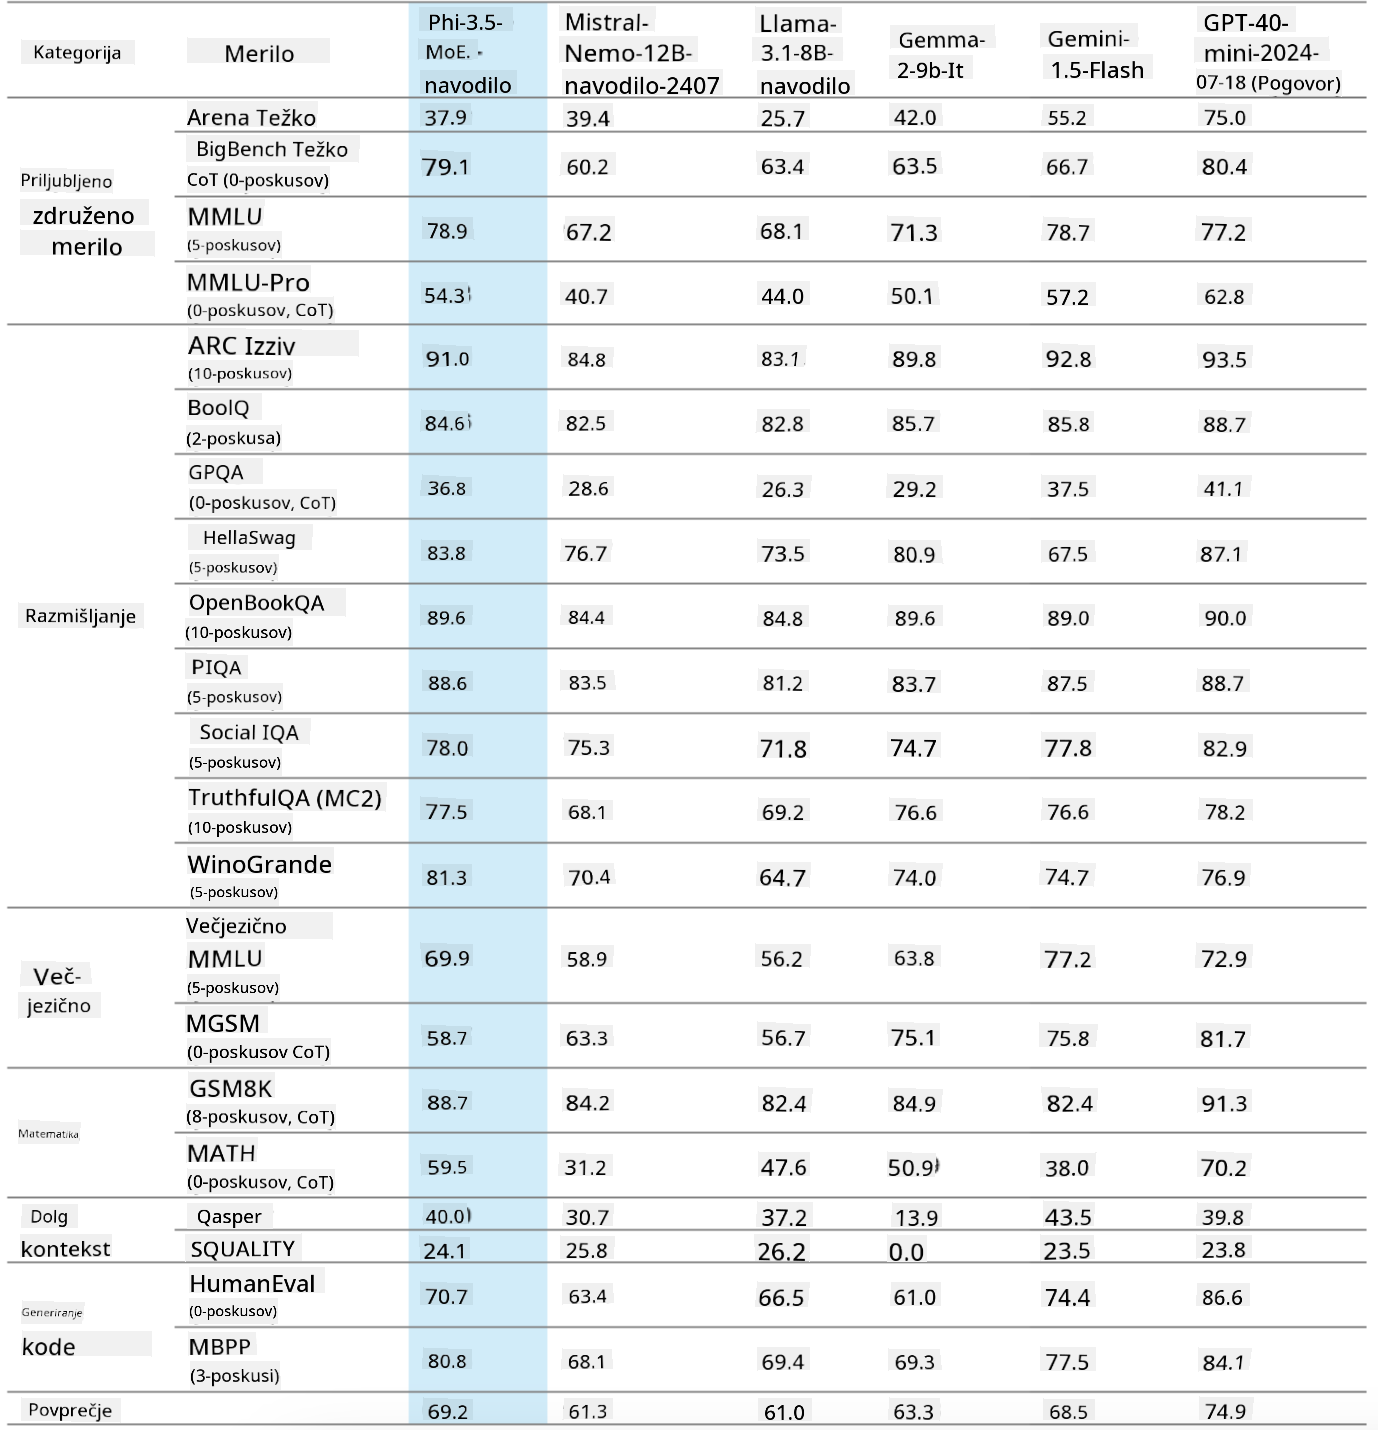 Kategorija Merilo Phi-3.5-MoE. - navodilo Mistral-Nemo-12B-navodilo-2407 Llama-3.1-8B-navodilo Gemma-2-9b-It Gemini-1.5-Flash GPT-40-mini-2024-07-18 (Pogovor)
Priljubljeno
združeno
merilo
Arena Težko 37.9 39.4 25.7 42.0 55.2 75.0
BigBench Težko
CoT (0-poskusov) 79.1 60.2 63.4 63.5 66.7 80.4
MMLU
(5-poskusov) 78.9 67.2 68.1 71.3 78.7 77.2
MMLU-Pro
(0-poskusov, CoT) 54.3 40.7 44.0 50.1 57.2 62.8
Razmišljanje
ARC Izziv
(10-poskusov) 91.0 84.8 83.1 89.8 92.8 93.5
BoolQ
(2-poskusa) 84.6 82.5 82.8 85.7 85.8 88.7
GPQA
(0-poskusov, CoT) 36.8 28.6 26.3 29.2 37.5 41.1
HellaSwag
(5-poskusov) 83.8 76.7 73.5 80.9 67.5 87.1
OpenBookQA
(10-poskusov) 89.6 84.4 84.8 89.6 89.0 90.0
PIQA
(5-poskusov) 88.6 83.5 81.2 83.7 87.5 88.7
Social IQA
(5-poskusov) 78.0 75.3 71.8 74.7 77.8 82.9
TruthfulQA (MC2)
(10-poskusov) 77.5 68.1 69.2 76.6 76.6 78.2
WinoGrande
(5-poskusov) 81.3 70.4 64.7 74.0 74.7 76.9
Več-
jezično
Večjezično
MMLU
(5-poskusov) 69.9 58.9 56.2 63.8 77.2 72.9
MGSM
(0-poskusov CoT) 58.7 63.3 56.7 75.1 75.8 81.7
Matematika
GSM8K
(8-poskusov, CoT) 88.7 84.2 82.4 84.9 82.4 91.3
MATH
(0-poskusov, CoT) 59.5 31.2 47.6 50.9 38.0 70.2
Dolg
kontekst
Qasper 40.0 30.7 37.2 13.9 43.5 39.8
SQUALITY 24.1 25.8 26.2 0.0 23.5 23.8
Generiranje
kode
HumanEval
(0-poskusov) 70.7 63.4 66.5 61.0 74.4 86.6
MBPP
(3-poskusi) 80.8 68.1 69.4 69.3 77.5 84.1
Povprečje 69.2 61.3 61.0 63.3 68.5 74.9